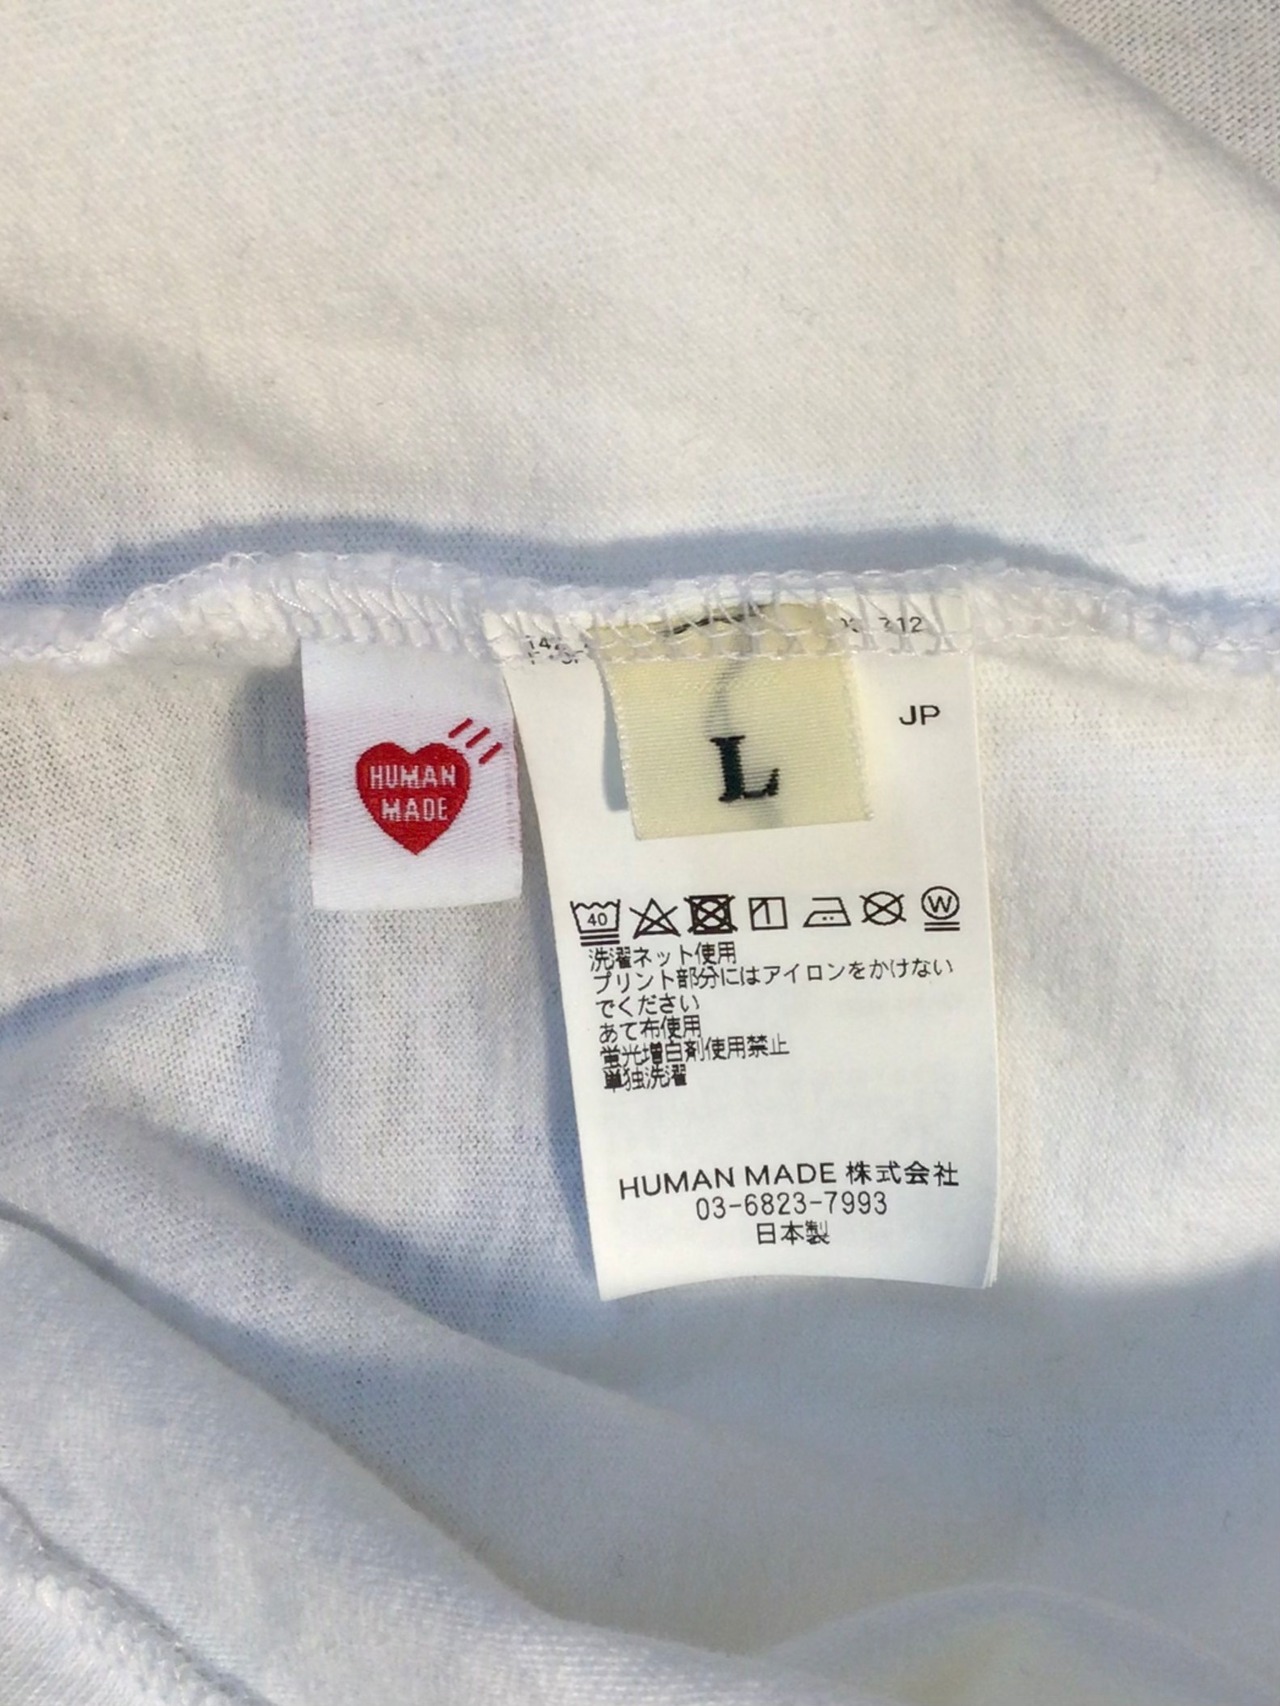 HUMAN
MADE
L
JP
40
W
洗濯ネット使用
プリント部分にはアイロンをかけない
でください
あて布使用
蛍光増白剤使用禁止
単独洗濯
HUMAN MADE 株式会社
03-6823-7993
日本製